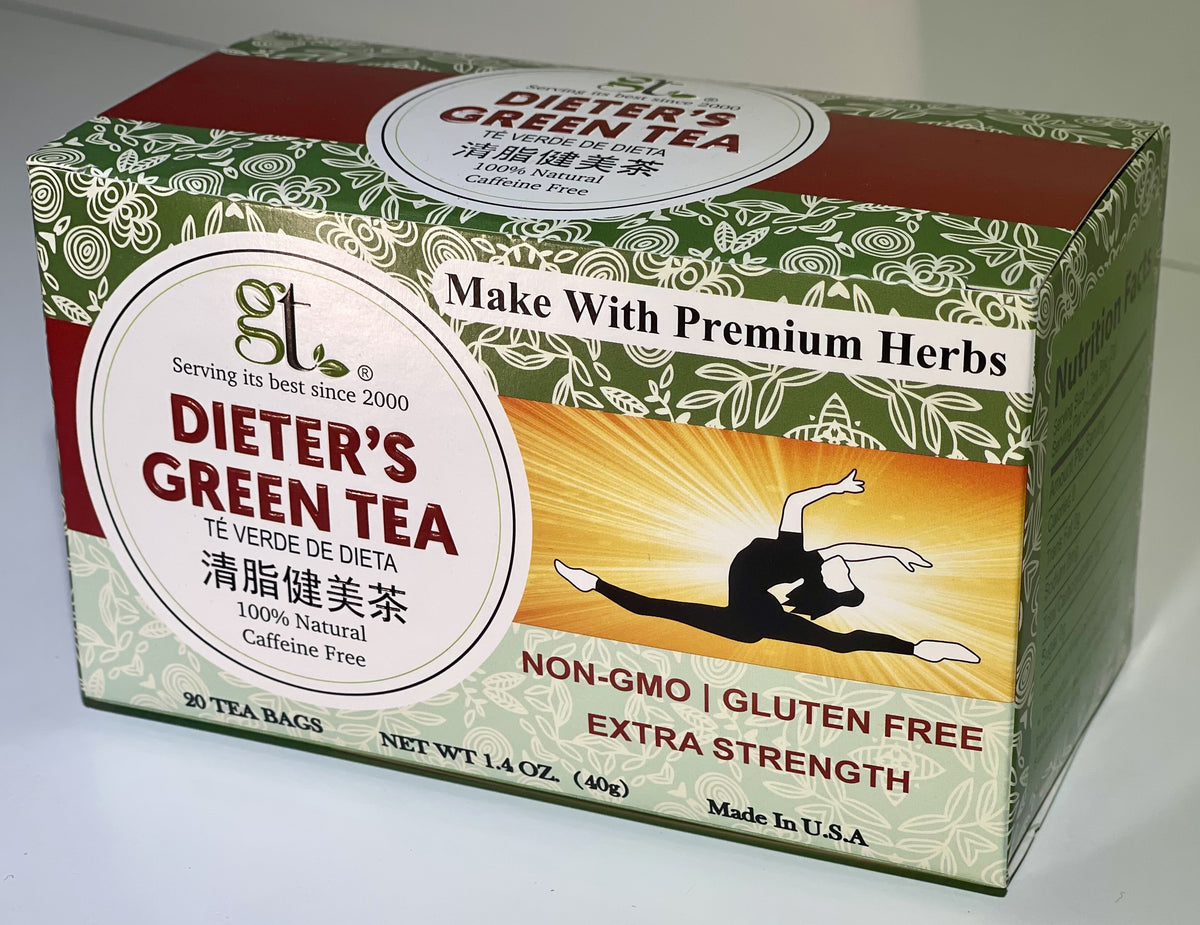 gt
Serving its best since 2000 ®
DIETER'S
GREEN TEA
TÉ VERDE DE DIETA
清脂健美茶
100% Natural
Caffeine Free
gt ®
Serving its best since 2000
DIETER'S
GREEN TEA
TÉ VERDE DE DIETA
清脂健美茶
100% Natural
Caffeine Free
Make With Premium Herbs
NON-GMO | GLUTEN FREE
EXTRA STRENGTH
20 TEA BAGS
NET WT 1.4 OZ. (40g)
Made In U.S.A
Nutrition Facts